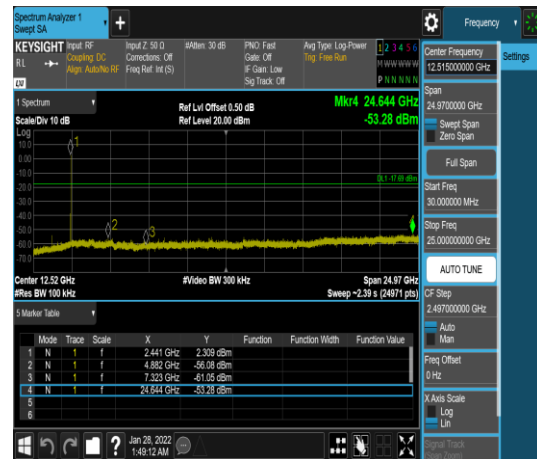 Spectrum Analyzer 1
Swept SA
+
Frequency
KEYSIGHT
RL
Input: RF
Coupling: DC
Align: Auto/No RF
Input Z: 50 Ω
Corrections: Off
Freq Ref: Int (S)
#Atten: 30 dB
PNO: Fast
Gate: Off
IF Gain: Low
Sig Track: Off
Avg Type: Log-Power
Trig: Free Run
1 2 3 4 5 6
M W W W W W
P N N N N N
1 Spectrum
Scale/Div 10 dB
Ref Lvl Offset 0.50 dB
Ref Level 20.00 dBm
Mkr4 24.644 GHz
-53.28 dBm
Log
10.0
0.00
-10.0
-20.0
-30.0
-40.0
-50.0
-60.0
-70.0
1
2
3
4
DL1 -17.69 dBm
Center 12.52 GHz
#Res BW 100 kHz
#Video BW 300 kHz
Span 24.97 GHz
Sweep ~2.39 s (24971 pts)
5 Marker Table
Mode Trace Scale X Y Function Function Width Function Value
1 N 1 f 2.441 GHz 2.309 dBm
2 N 1 f 4.882 GHz -56.08 dBm
3 N 1 f 7.323 GHz -61.05 dBm
4 N 1 f 24.644 GHz -53.28 dBm
5
6
?
Jan 28, 2022
1:49:12 AM
Center Frequency
12.515000000 GHz
Settings
Span
24.9700000 GHz
Swept Span
Zero Span
Full Span
Start Freq
30.000000 MHz
Stop Freq
25.000000000 GHz
AUTO TUNE
CF Step
2.497000000 GHz
Auto
Man
Freq Offset
0 Hz
X Axis Scale
Log
Lin
Signal Track
(Span Zoom)